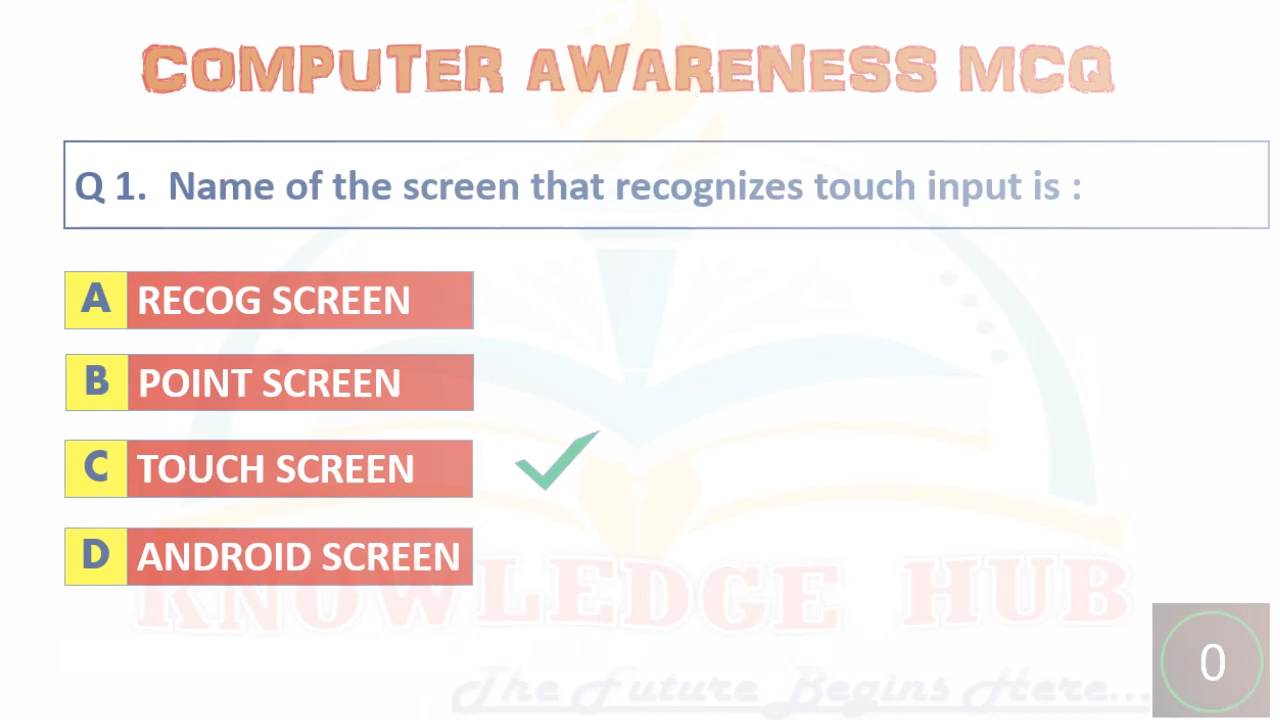 COMPUTER AWARENESS MCQ
Q 1. Name of the screen that recognizes touch input is :
A RECOG SCREEN
B POINT SCREEN
C TOUCH SCREEN
D ANDROID SCREEN
KNOWLEDGE HUB
0
The Future Begins Here...